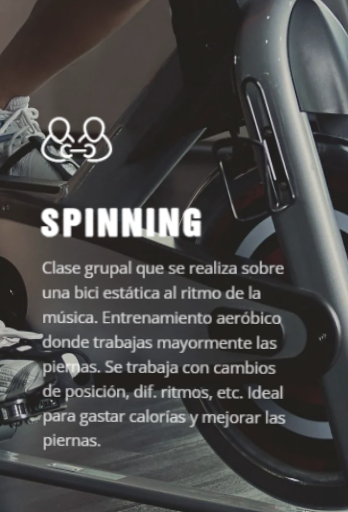 SPINNING
Clase grupal que se realiza sobre
una bici estática al ritmo de la
música. Entrenamiento aeróbico
donde trabajas mayormente las
piernas. Se trabaja con cambios
de posición, dif. ritmos, etc. Ideal
para gastar calorías y mejorar las
piernas.